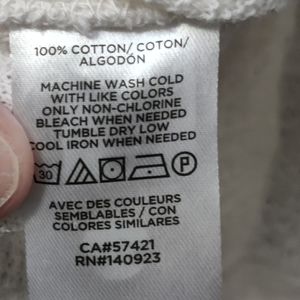 100% COTTON/ COTON/
ALGODÓN
MACHINE WASH COLD
WITH LIKE COLORS
ONLY NON-CHLORINE
BLEACH WHEN NEEDED
TUMBLE DRY LOW
COOL IRON WHEN NEEDED
30 P
AVEC DES COULEURS
SEMBLABLES / CON
COLORES SIMILARES
CA#57421
RN#140923